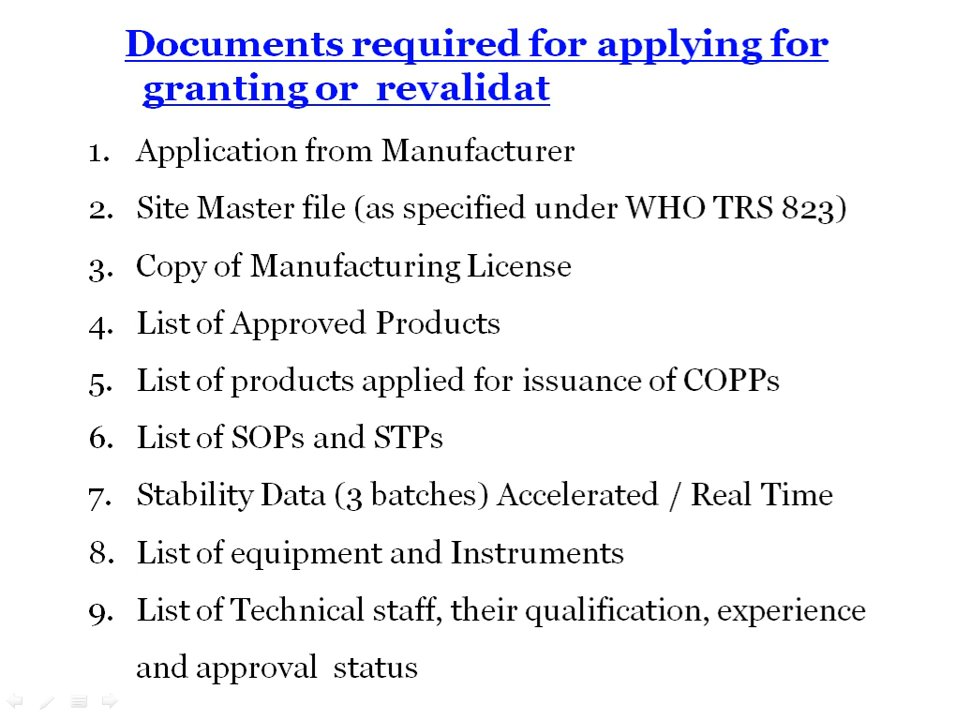 Documents required for applying for
granting or revalidat
1. Application from Manufacturer
2. Site Master file (as specified under WHO TRS 823)
3. Copy of Manufacturing License
4. List of Approved Products
5. List of products applied for issuance of COPPs
6. List of SOPs and STPs
7. Stability Data (3 batches) Accelerated / Real Time
8. List of equipment and Instruments
9. List of Technical staff, their qualification, experience
and approval status